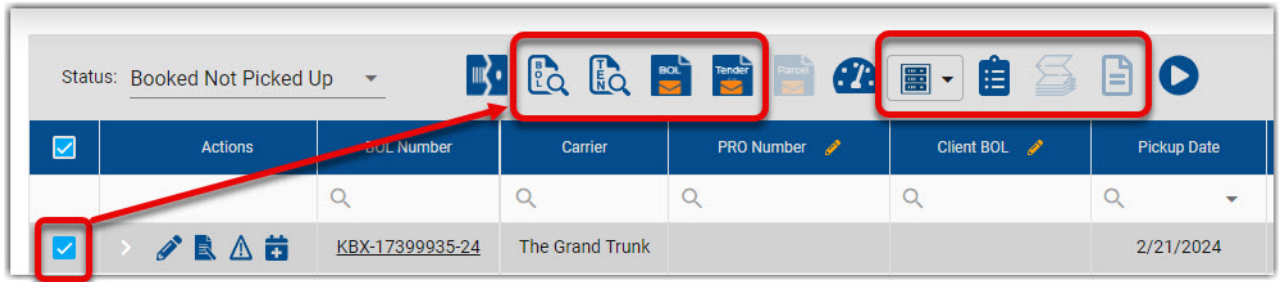 Status: Booked Not Picked Up
BOL
TEN
BOL
Tender
Parcel
Actions BOL Number Carrier PRO Number Client BOL Pickup Date
KBX-17399935-24 The Grand Trunk 2/21/2024